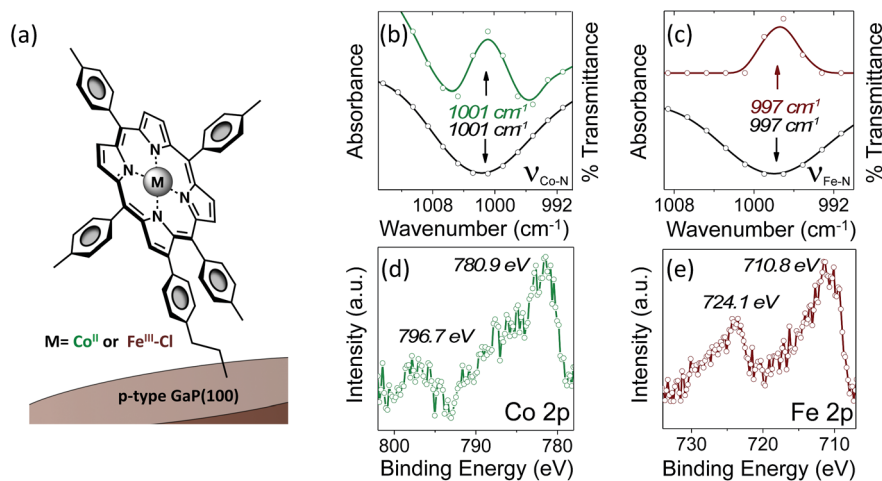 (a)
N
N
M
N
N
M= Coᴵᴵ or Feᴵᴵᴵ-Cl
p-type GaP(100)
(b)
Absorbance
% Transmittance
1001 cm⁻¹
1001 cm⁻¹
ν Co-N
1008 1000 992
Wavenumber (cm⁻¹)
(c)
Absorbance
% Transmittance
997 cm⁻¹
997 cm⁻¹
ν Fe-N
1008 1000 992
Wavenumber (cm⁻¹)
(d)
Intensity (a.u.)
780.9 eV
796.7 eV
Co 2p
800 790 780
Binding Energy (eV)
(e)
Intensity (a.u.)
710.8 eV
724.1 eV
Fe 2p
730 720 710
Binding Energy (eV)